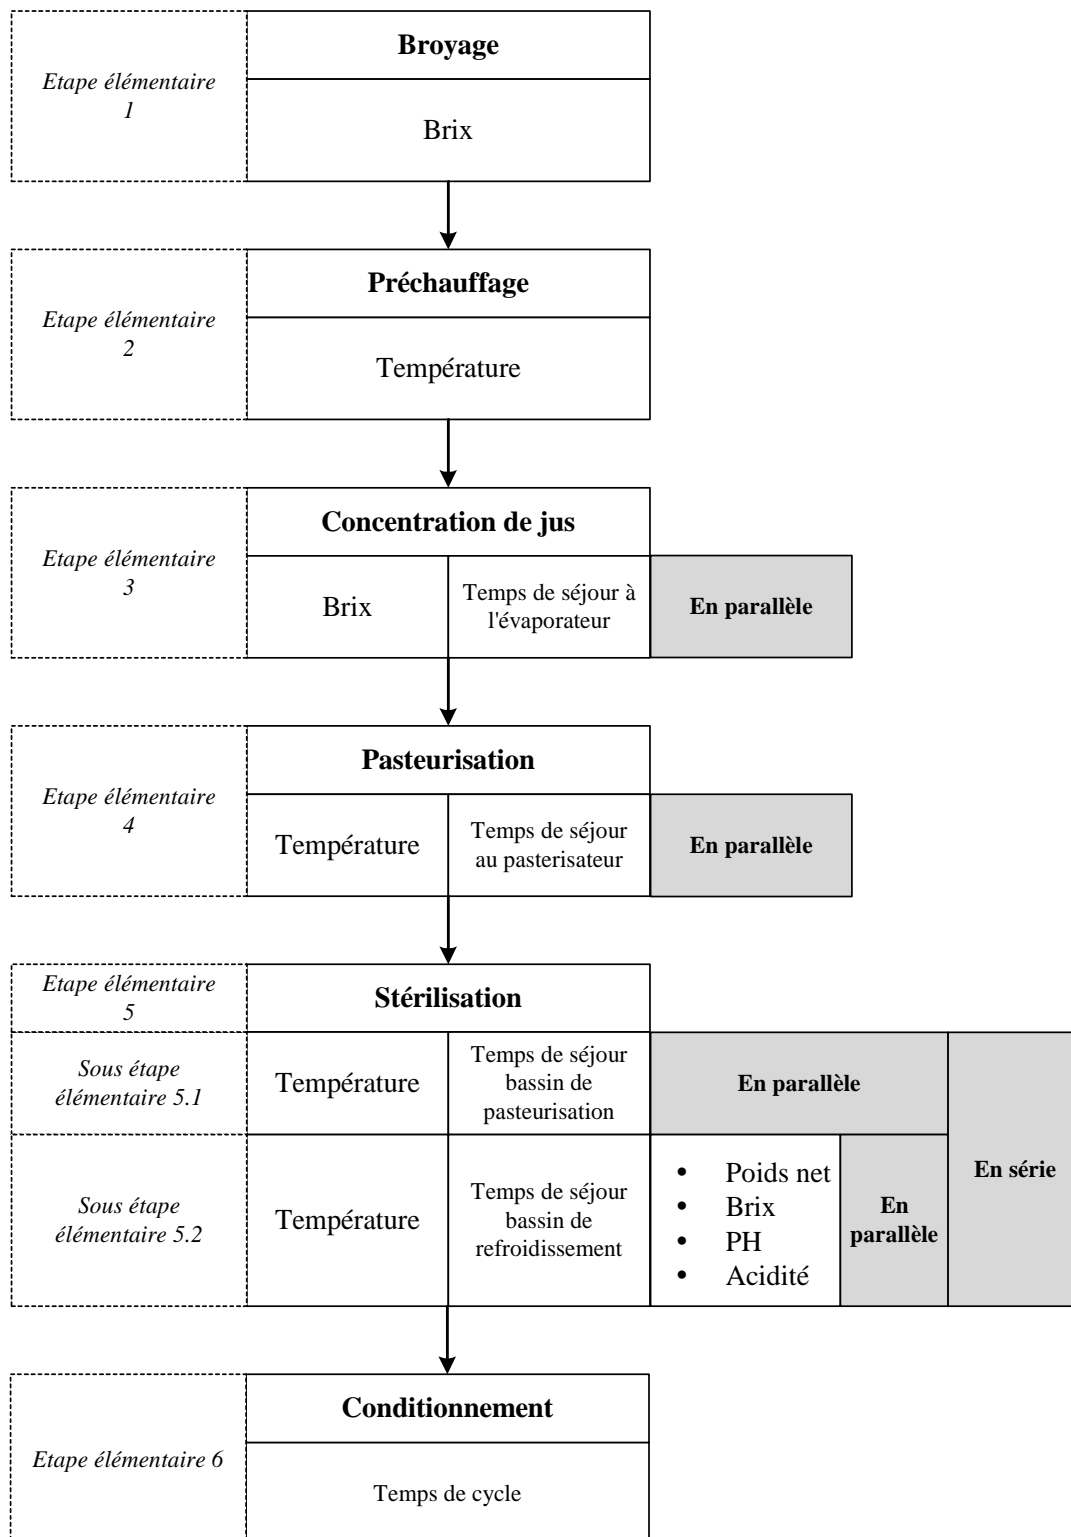 Broyage
Etape élémentaire
1
Brix
Préchauffage
Etape élémentaire
2
Température
Concentration de jus
Etape élémentaire
3
Brix
Temps de séjour à
l'évaporateur
En parallèle
Pasteurisation
Etape élémentaire
4
Température
Temps de séjour
au pasterisateur
En parallèle
Etape élémentaire
5
Stérilisation
Sous étape
élémentaire 5.1
Température
Temps de séjour
bassin de
pasteurisation
En parallèle
En série
Sous étape
élémentaire 5.2
Température
Temps de séjour
bassin de
refroidissement
• Poids net
• Brix
• PH
• Acidité
En
parallèle
Conditionnement
Etape élémentaire 6
Temps de cycle